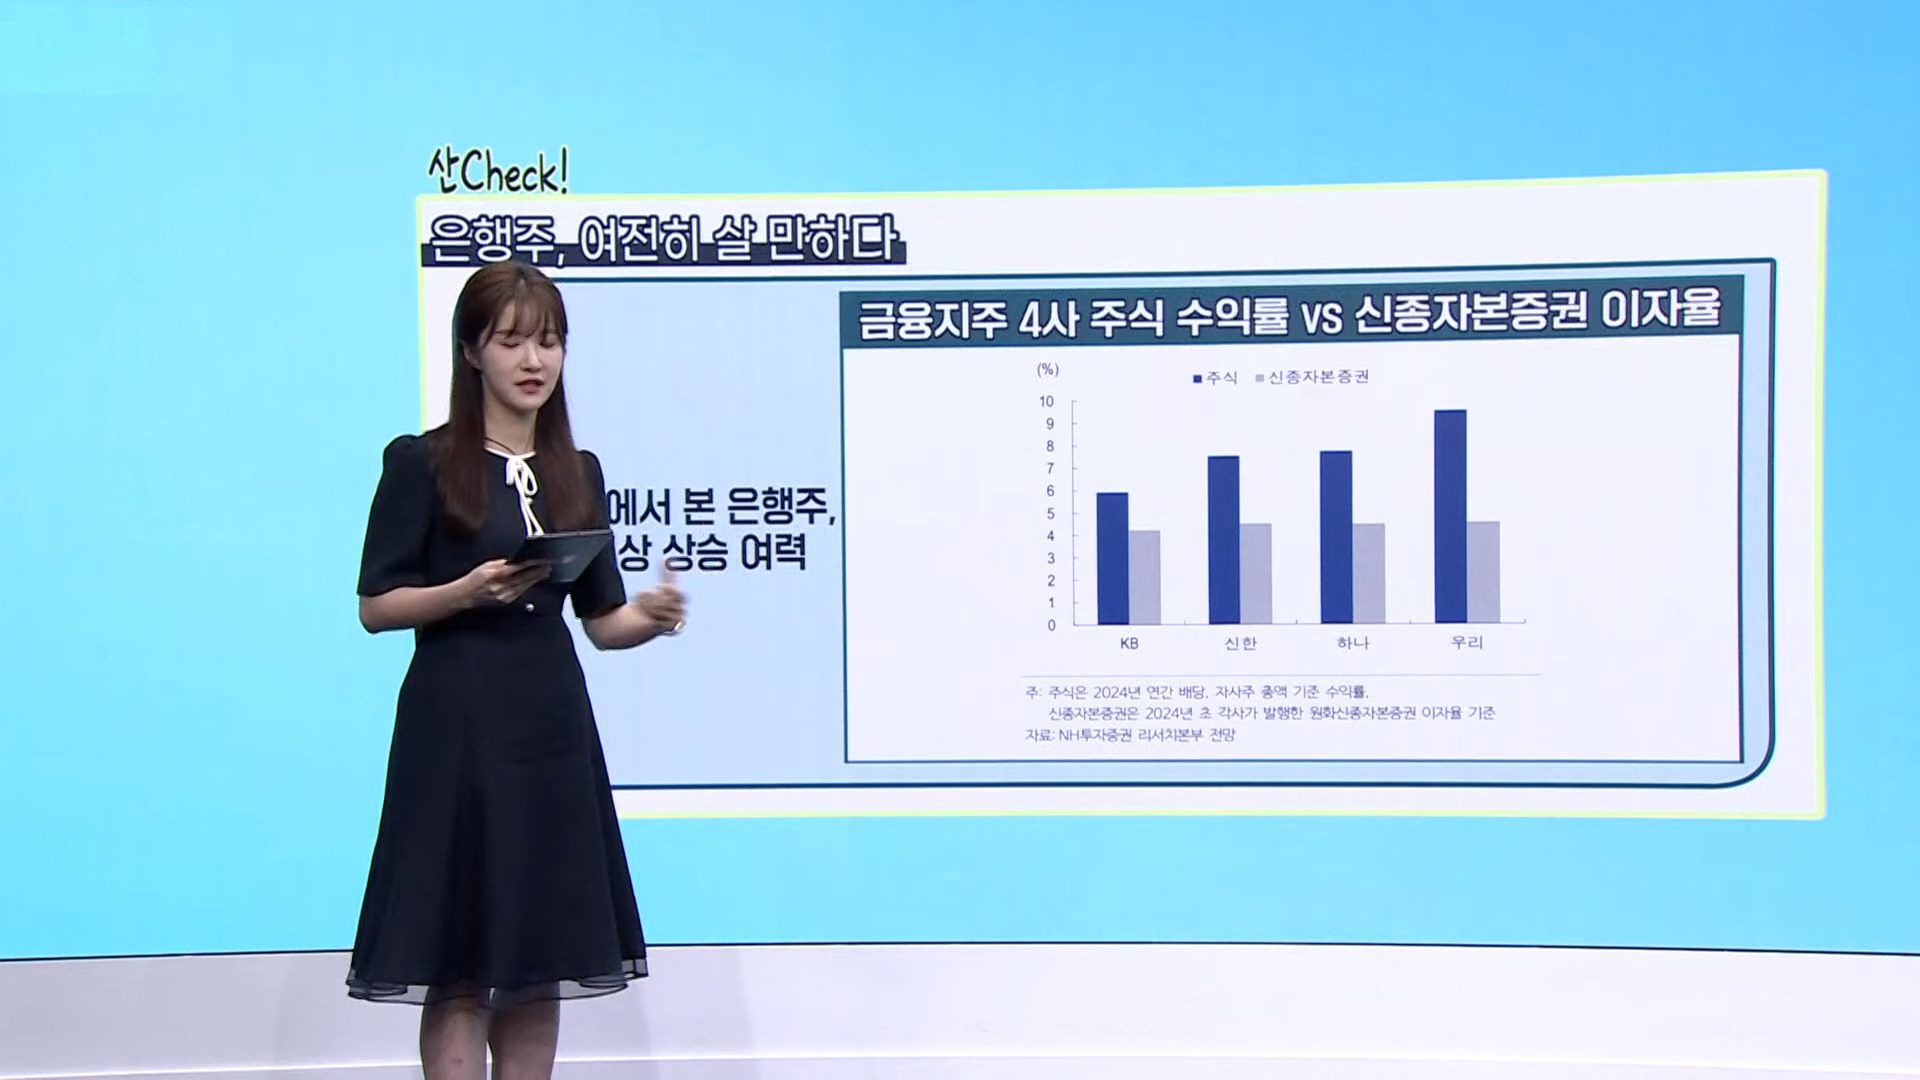 산Check!
은행주, 여전히 살 만하다
에서 본 은행주,
상 상승 여력
금융지주 4사 주식 수익률 vs 신종자본증권 이자율
(%)
■주식 ■신종자본증권
10
9
8
7
6
5
4
3
2
1
0
KB 신한 하나 우리
주: 주식은 2024년 연간 배당, 자사주 총액 기준 수익률,
신종자본증권은 2024년 초 각사가 발행한 원화신종자본증권 이자율 기준
자료: NH투자증권 리서치본부 전망